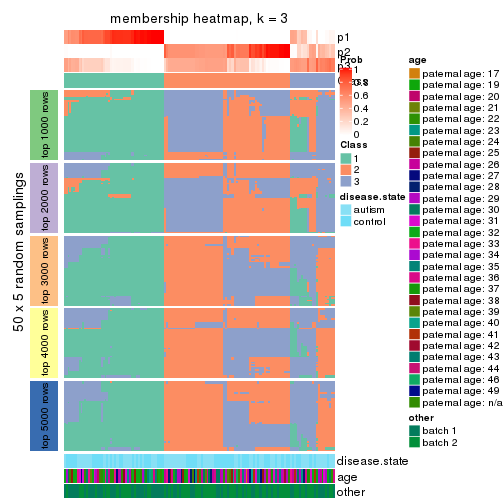 membership heatmap, k = 3
p1
p2
p3
Prob
1
0.8
0.6
0.4
0.2
0
Class
1
2
3
disease.state
autism
control
50 x 5 random samplings
top 1000 rows
top 2000 rows
top 3000 rows
top 4000 rows
top 5000 rows
disease.state
age
other
age
paternal age: 17
paternal age: 19
paternal age: 20
paternal age: 21
paternal age: 22
paternal age: 23
paternal age: 24
paternal age: 25
paternal age: 26
paternal age: 27
paternal age: 28
paternal age: 29
paternal age: 30
paternal age: 31
paternal age: 32
paternal age: 33
paternal age: 34
paternal age: 35
paternal age: 36
paternal age: 37
paternal age: 38
paternal age: 39
paternal age: 40
paternal age: 41
paternal age: 42
paternal age: 43
paternal age: 44
paternal age: 46
paternal age: 49
paternal age: n/a
other
batch 1
batch 2